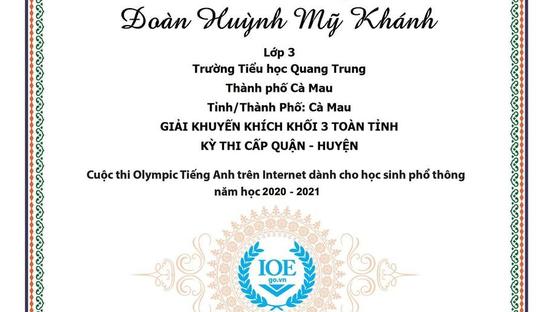 Đoàn Huỳnh Mỹ Khánh
Lớp 3
Trường Tiểu học Quang Trung
Thành phố Cà Mau
Tỉnh/Thành Phố: Cà Mau
GIẢI KHUYẾN KHÍCH KHỐI 3 TOÀN TỈNH
KỲ THI CẤP QUẬN - HUYỆN
Cuộc thi Olympic Tiếng Anh trên Internet dành cho học sinh phổ thông
năm học 2020 - 2021
IOE
go.vn